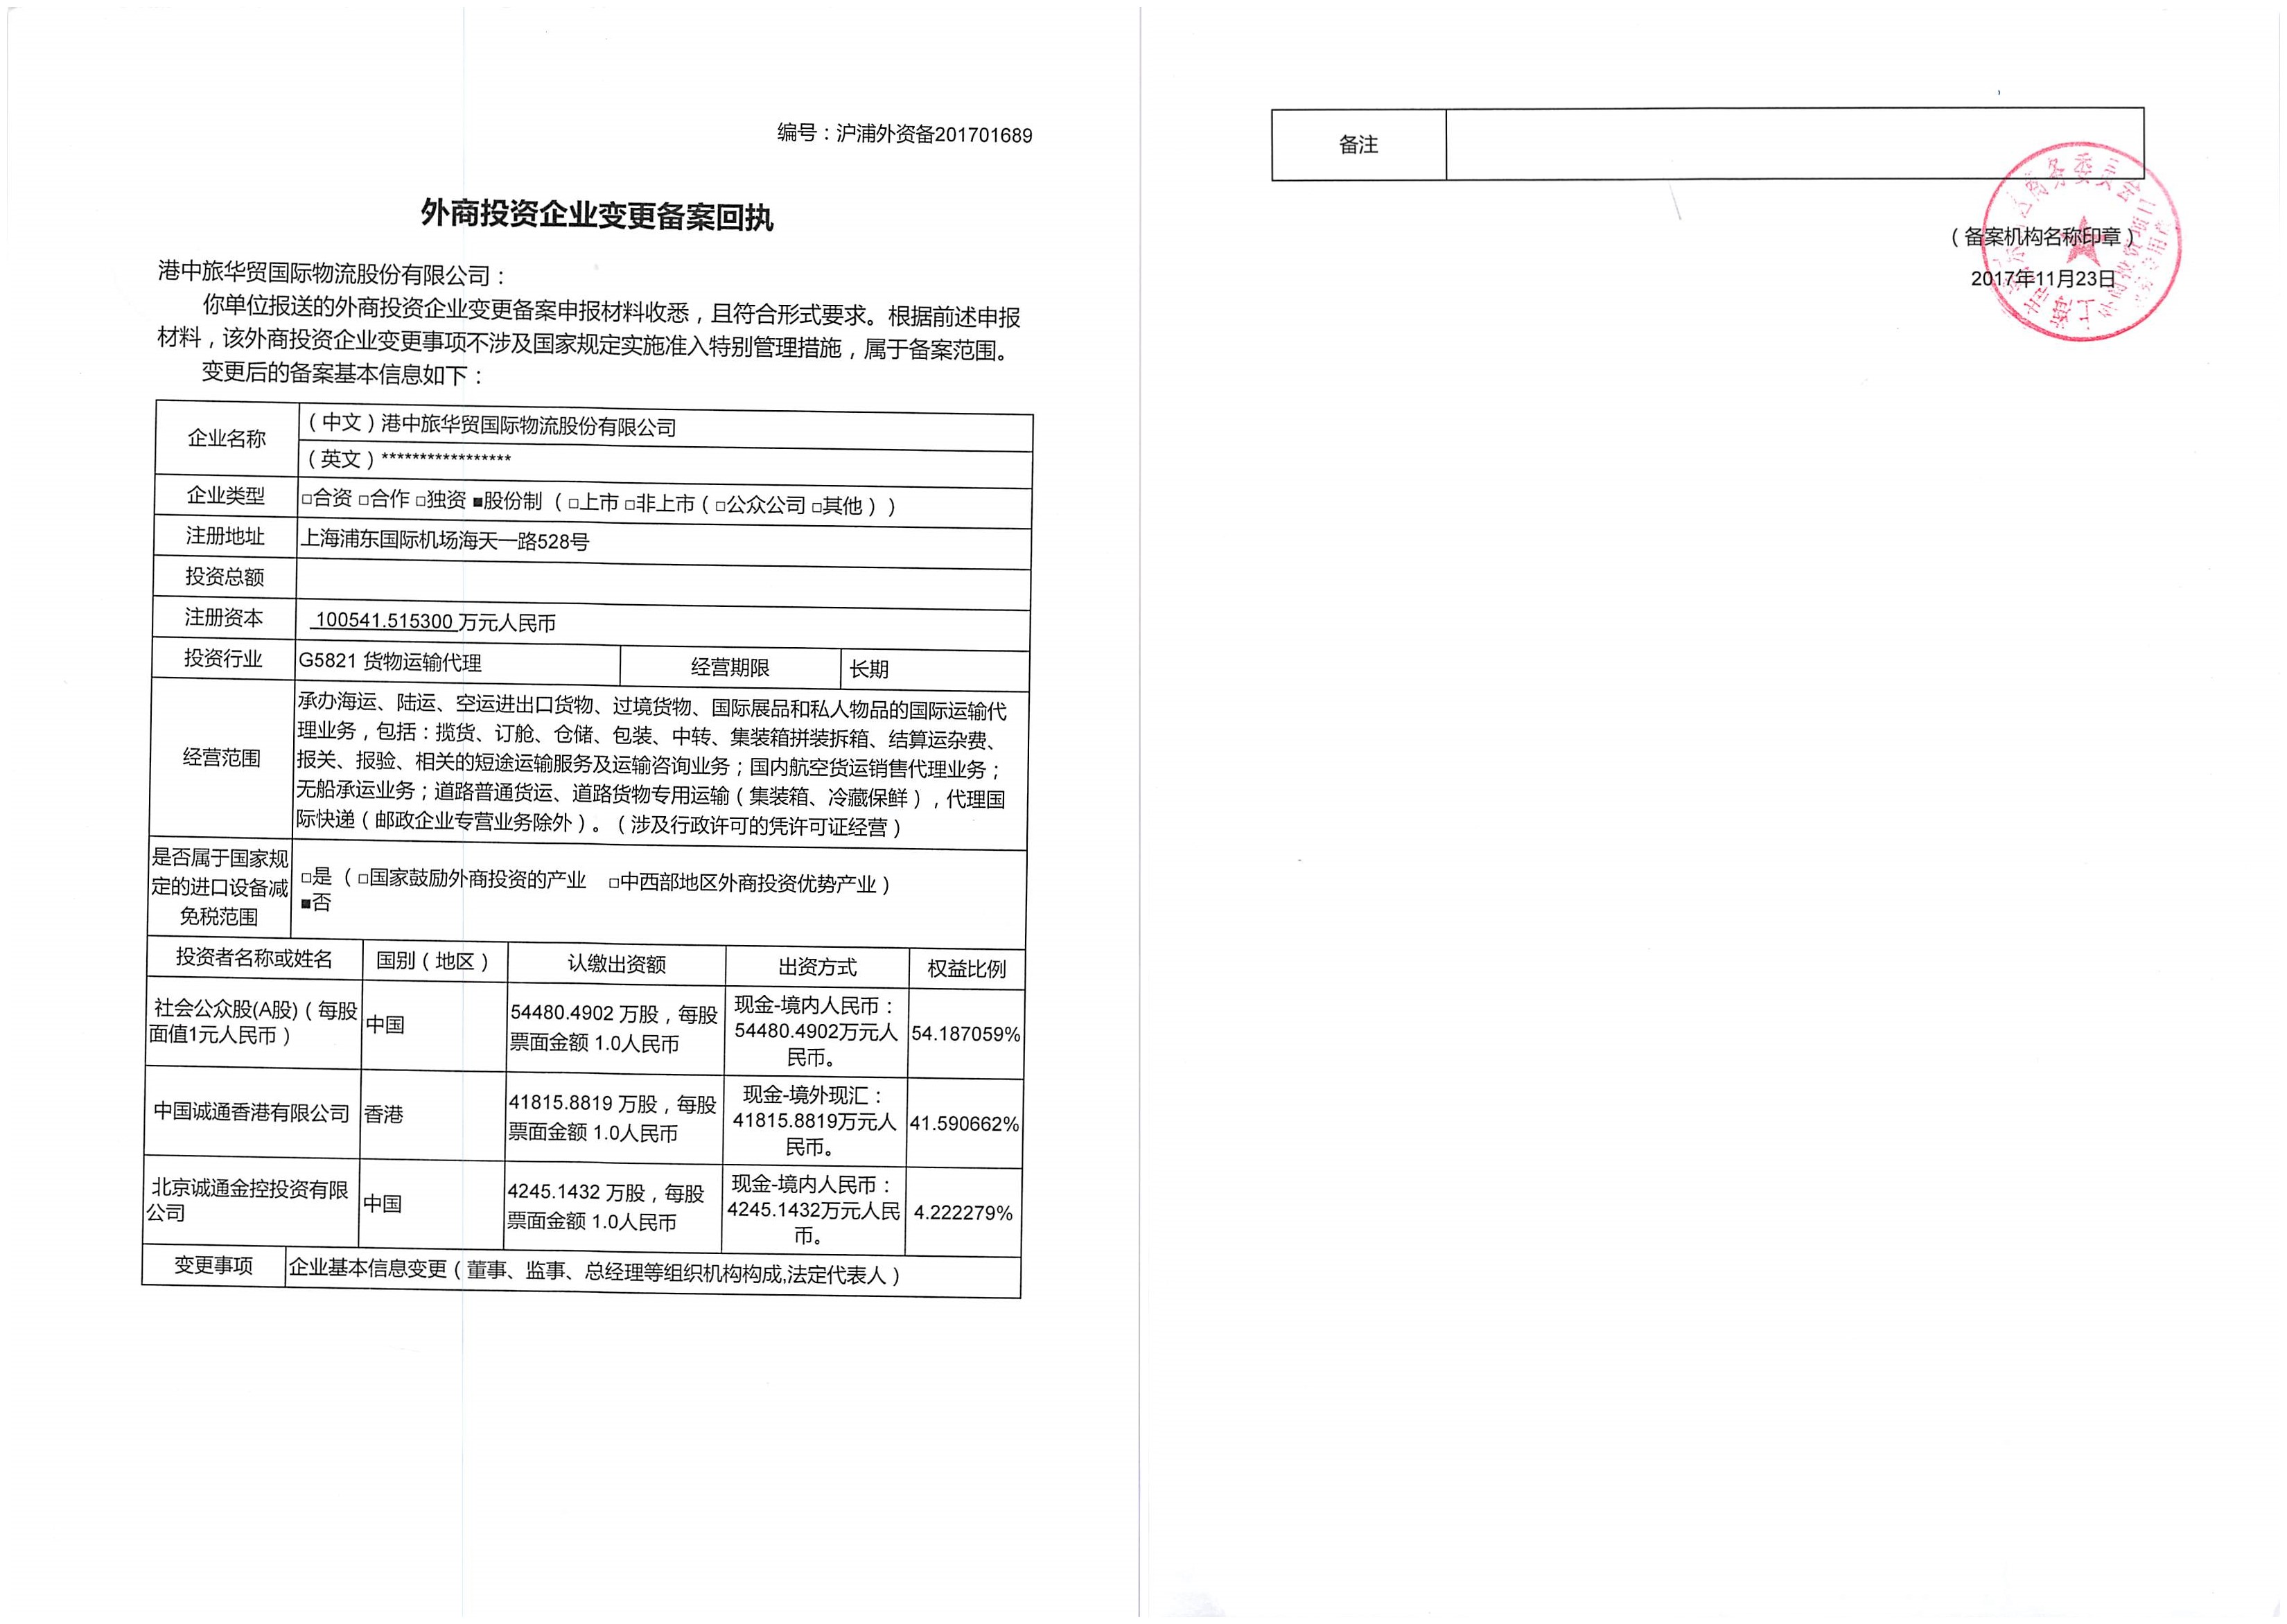 编号：沪浦外资备201701689
外商投资企业变更备案回执
港中旅华贸国际物流股份有限公司：
你单位报送的外商投资企业变更备案申报材料收悉，且符合形式要求。根据前述申报
材料，该外商投资企业变更事项不涉及国家规定实施准入特别管理措施，属于备案范围。
变更后的备案基本信息如下：
企业名称
（中文）港中旅华贸国际物流股份有限公司
（英文）*****************
企业类型
□合资 □合作 □独资 ■股份制（□上市 □非上市（□公众公司 □其他））
注册地址
上海浦东国际机场海天一路528号
投资总额
注册资本
100541.515300 万元人民币
投资行业
G5821 货物运输代理
经营期限
长期
经营范围
承办海运、陆运、空运进出口货物、过境货物、国际展品和私人物品的国际运输代
理业务，包括：揽货、订舱、仓储、包装、中转、集装箱拼装拆箱、结算运杂费、
报关、报验、相关的短途运输服务及运输咨询业务；国内航空货运销售代理业务；
无船承运业务；道路普通货运、道路货物专用运输（集装箱、冷藏保鲜），代理国
际快递（邮政企业专营业务除外）。（涉及行政许可的凭许可证经营）
是否属于国家规
定的进口设备减
免税范围
□是（□国家鼓励外商投资的产业 □中西部地区外商投资优势产业）
■否
投资者名称或姓名
国别（地区）
认缴出资额
出资方式
权益比例
社会公众股(A股)（每股
面值1元人民币）
中国
54480.4902 万股，每股
票面金额 1.0人民币
现金-境内人民币：
54480.4902万元人
民币。
54.187059%
中国诚通香港有限公司
香港
41815.8819 万股，每股
票面金额 1.0人民币
现金-境外现汇：
41815.8819万元人
民币。
41.590662%
北京诚通金控投资有限
公司
中国
4245.1432 万股，每股
票面金额 1.0人民币
现金-境内人民币：
4245.1432万元人民
币。
4.222279%
变更事项
企业基本信息变更（董事、监事、总经理等组织机构构成,法定代表人）
备注
（备案机构名称印章）
2017年11月23日